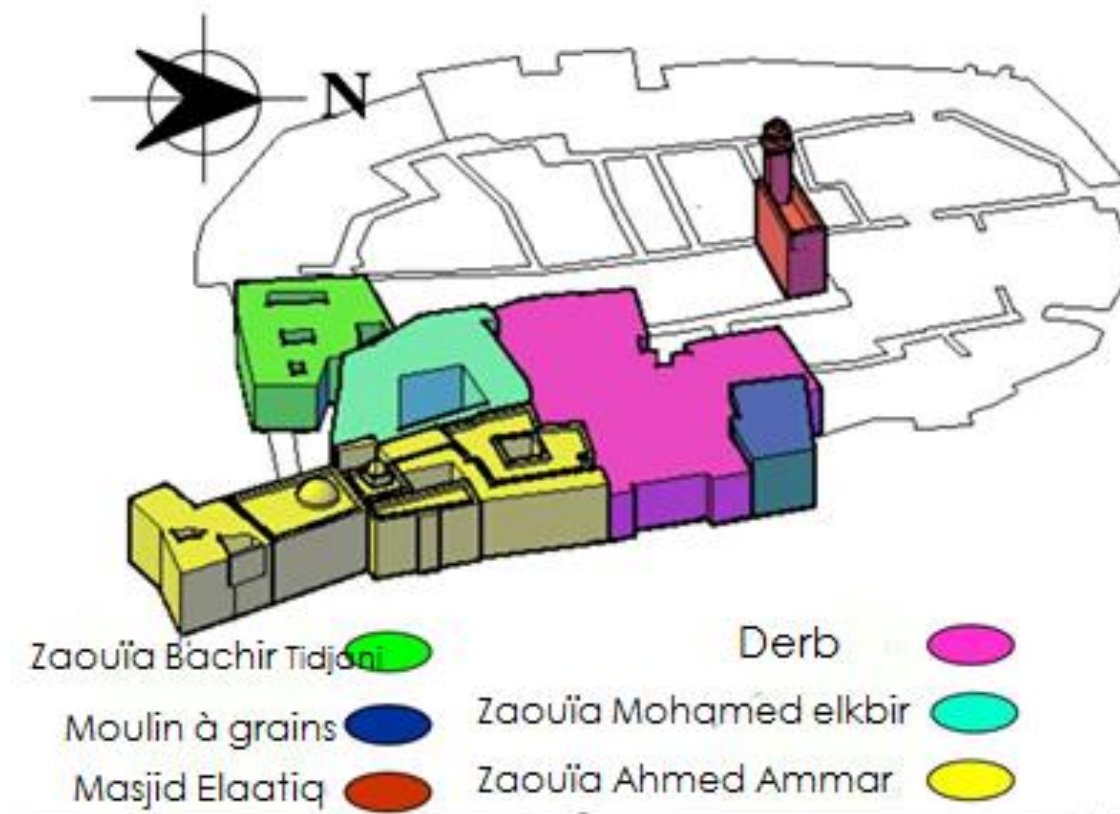 N
Zaouïa Bachir Tidjani
Moulin à grains
Masjid Elaatiq
Derb
Zaouïa Mohamed elkbir
Zaouïa Ahmed Ammar